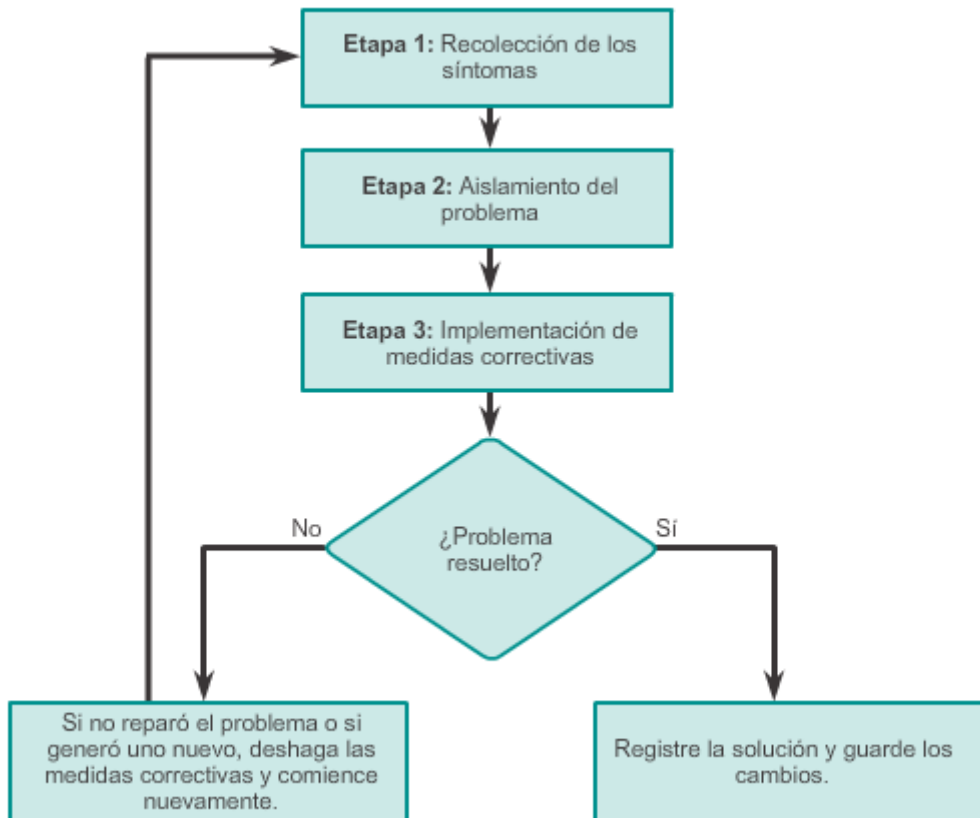 Etapa 1: Recolección de los
síntomas
Etapa 2: Aislamiento del
problema
Etapa 3: Implementación de
medidas correctivas
¿Problema
resuelto?
No
Sí
Si no reparó el problema o si
generó uno nuevo, deshaga las
medidas correctivas y comience
nuevamente.
Registre la solución y guarde los
cambios.